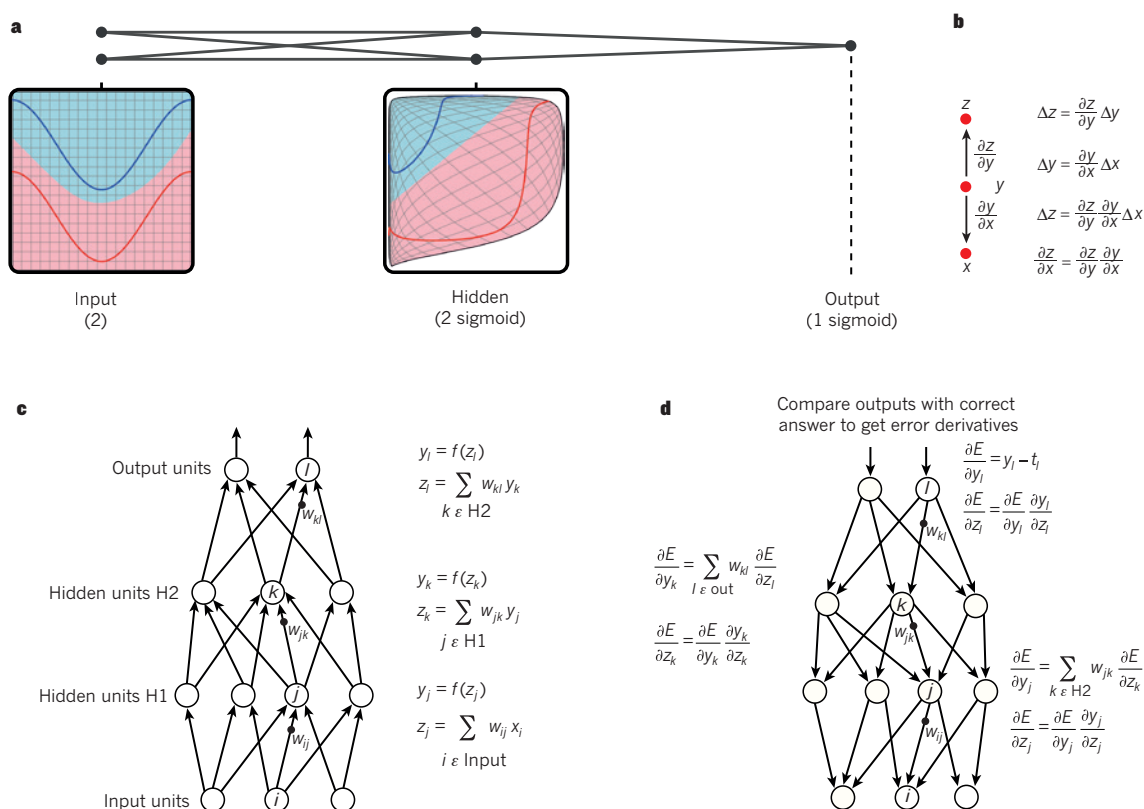 a
Input
(2)
Hidden
(2 sigmoid)
Output
(1 sigmoid)
b
z
∂z/∂y
y
∂y/∂x
x
Δz = ∂z/∂y Δy
Δy = ∂y/∂x Δx
Δz = ∂z/∂y ∂y/∂x Δx
∂z/∂x = ∂z/∂y ∂y/∂x
c
Output units
l
w_kl
y_l = f(z_l)
z_l = ∑ w_kl y_k
k ε H2
Hidden units H2
k
w_jk
y_k = f(z_k)
z_k = ∑ w_jk y_j
j ε H1
Hidden units H1
j
w_ij
y_j = f(z_j)
z_j = ∑ w_ij x_i
i ε Input
Input units
i
d
Compare outputs with correct
answer to get error derivatives
l
∂E/∂y_l = y_l − t_l
∂E/∂z_l = ∂E/∂y_l ∂y_l/∂z_l
w_kl
∂E/∂y_k = ∑ w_kl ∂E/∂z_l
l ε out
∂E/∂z_k = ∂E/∂y_k ∂y_k/∂z_k
k
w_jk
∂E/∂y_j = ∑ w_jk ∂E/∂z_k
k ε H2
∂E/∂z_j = ∂E/∂y_j ∂y_j/∂z_j
j
w_ij
i